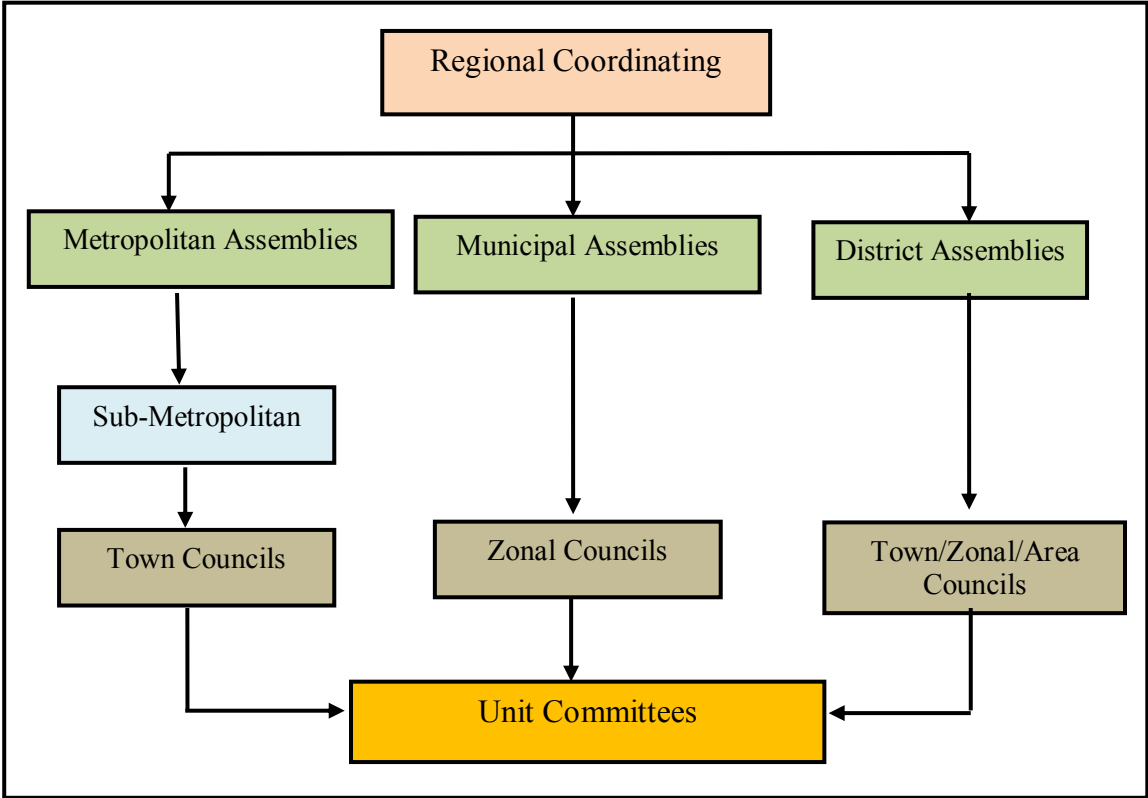 Regional Coordinating
Metropolitan Assemblies
Municipal Assemblies
District Assemblies
Sub-Metropolitan
Town Councils
Zonal Councils
Town/Zonal/Area
Councils
Unit Committees